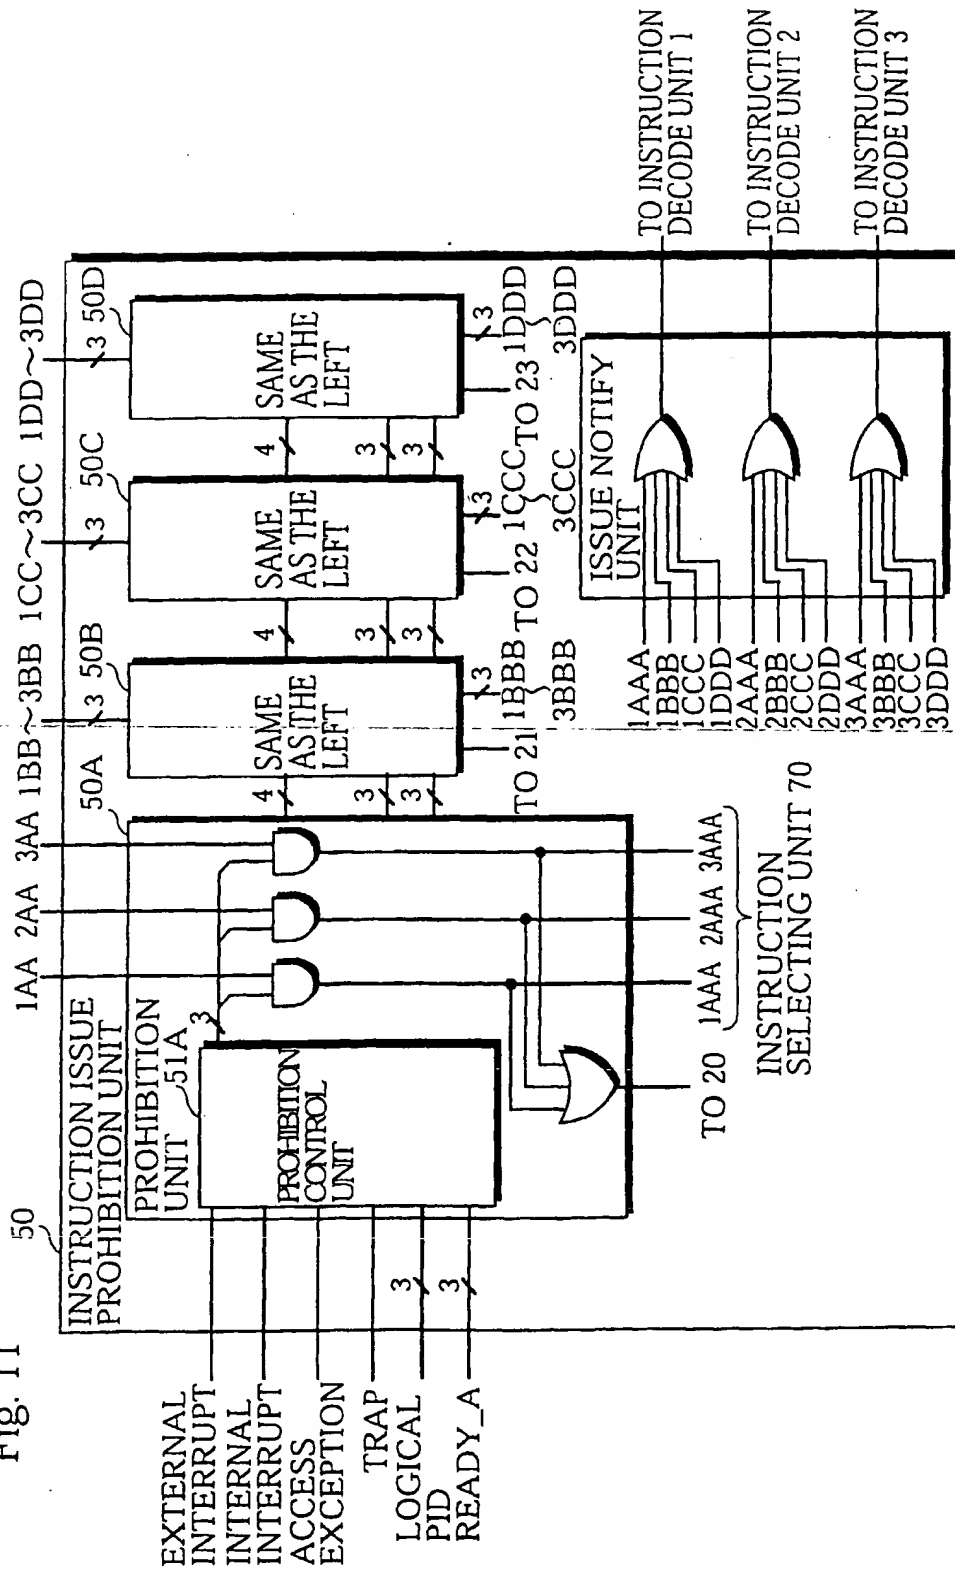 Fig. 11
50
INSTRUCTION ISSUE
PROHIBITION UNIT
1AA
2AA
3AA
1BB~3BB
1CC~3CC
1DD~3DD
3
3
3
50A
50B
50C
50D
PROHIBITION
UNIT
51A
3
PROHIBITION
CONTROL
UNIT
EXTERNAL
INTERRUPT
INTERNAL
INTERRUPT
ACCESS
EXCEPTION
TRAP
LOGICAL
PID
3
READY_A
3
4
3
3
SAME
AS THE
LEFT
4
3
3
SAME
AS THE
LEFT
4
3
3
SAME
AS THE
LEFT
TO 20
1AAA
2AAA
3AAA
INSTRUCTION
SELECTING UNIT 70
TO 21
3
1BBB
~
3BBB
TO 22
3
1CCC
~
3CCC
TO 23
3
1DDD
~
3DDD
ISSUE NOTIFY
UNIT
1AAA
1BBB
1CCC
1DDD
2AAA
2BBB
2CCC
2DDD
3AAA
3BBB
3CCC
3DDD
TO INSTRUCTION
DECODE UNIT 1
TO INSTRUCTION
DECODE UNIT 2
TO INSTRUCTION
DECODE UNIT 3